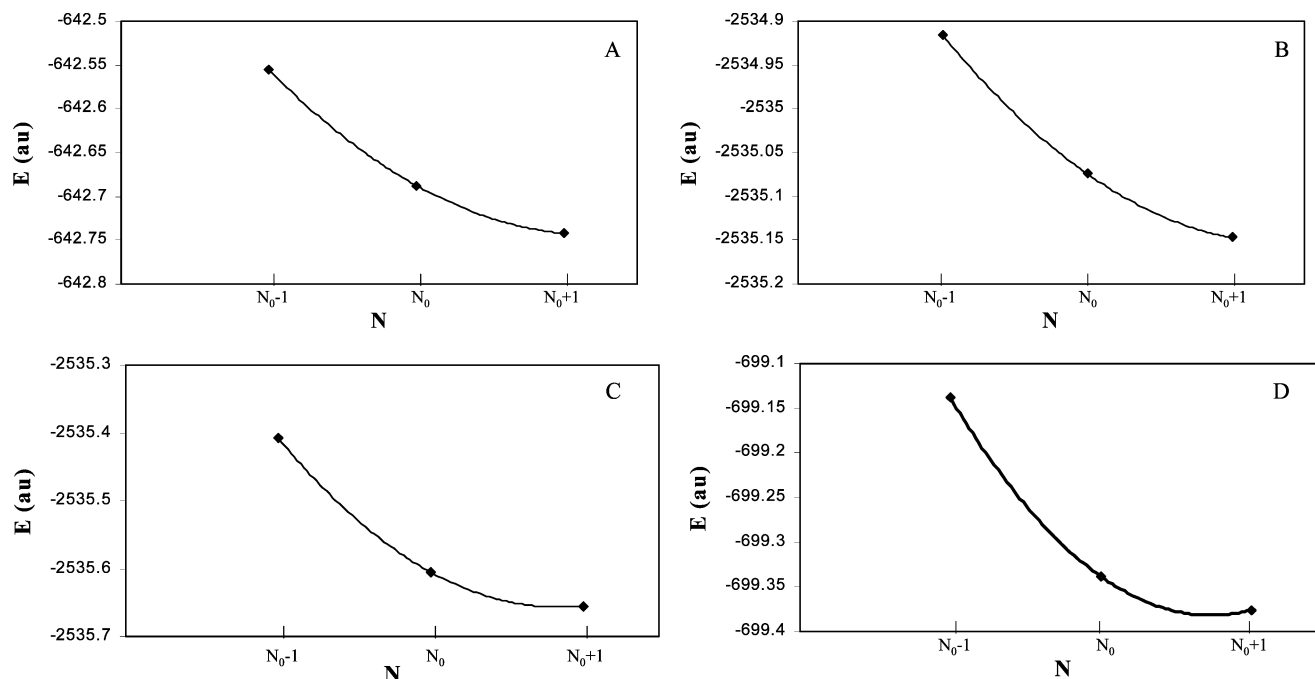 A
E (au)
-642.5
-642.55
-642.6
-642.65
-642.7
-642.75
-642.8
N₀-1 N₀ N₀+1
N
B
E (au)
-2534.9
-2534.95
-2535
-2535.05
-2535.1
-2535.15
-2535.2
N₀-1 N₀ N₀+1
N
C
E (au)
-2535.3
-2535.4
-2535.5
-2535.6
-2535.7
N₀-1 N₀ N₀+1
N
D
E (au)
-699.1
-699.15
-699.2
-699.25
-699.3
-699.35
-699.4
N₀-1 N₀ N₀+1
N